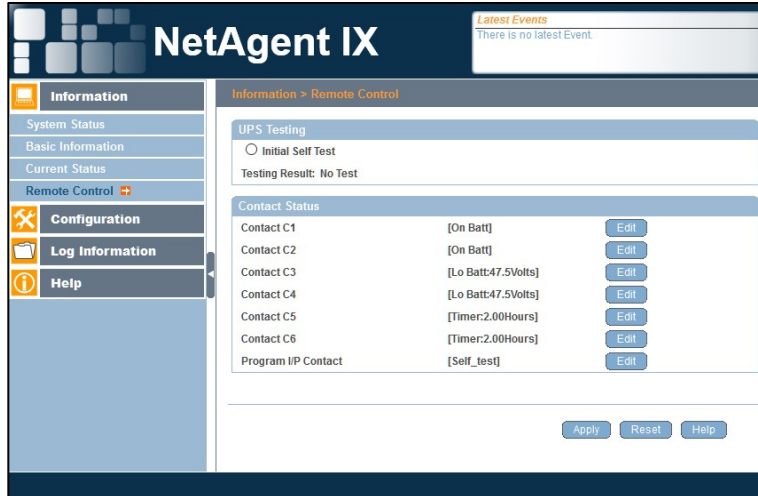 NetAgent IX
Latest Events
There is no latest Event.
Information
System Status
Basic Information
Current Status
Remote Control
Configuration
Log Information
Help
Information > Remote Control
UPS Testing
Initial Self Test
Testing Result: No Test
Contact Status
Contact C1 [On Batt] Edit
Contact C2 [On Batt] Edit
Contact C3 [Lo Batt:47.5Volts] Edit
Contact C4 [Lo Batt:47.5Volts] Edit
Contact C5 [Timer:2.00Hours] Edit
Contact C6 [Timer:2.00Hours] Edit
Program I/P Contact [Self_test] Edit
Apply Reset Help